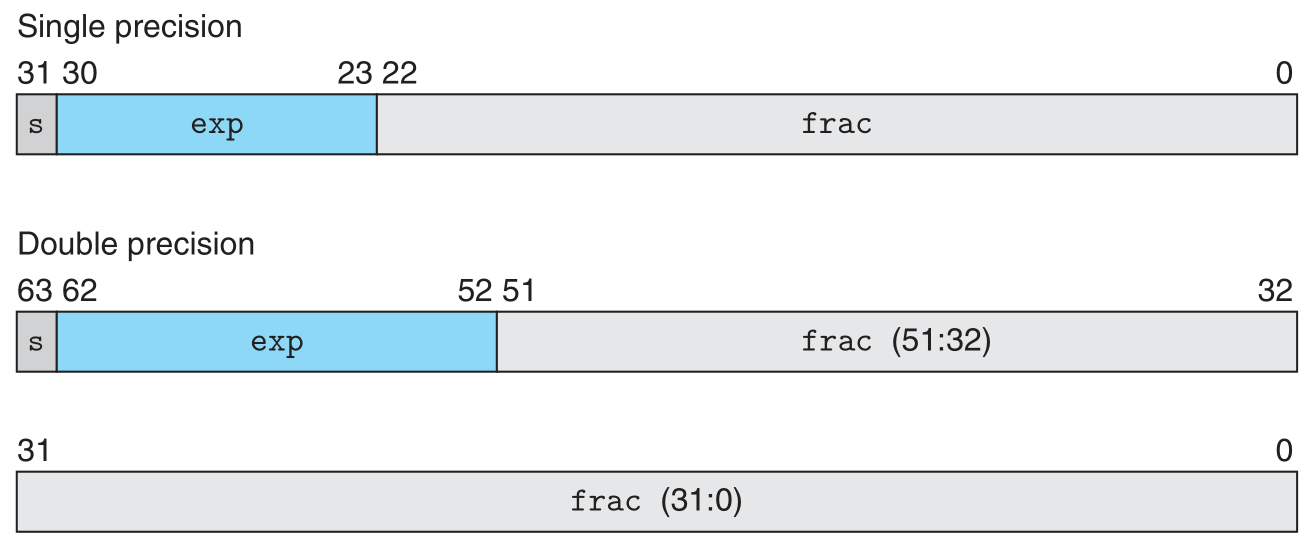 Single precision
31 30 23 22 0
s exp frac
Double precision
63 62 52 51 32
s exp frac (51:32)
31 0
frac (31:0)